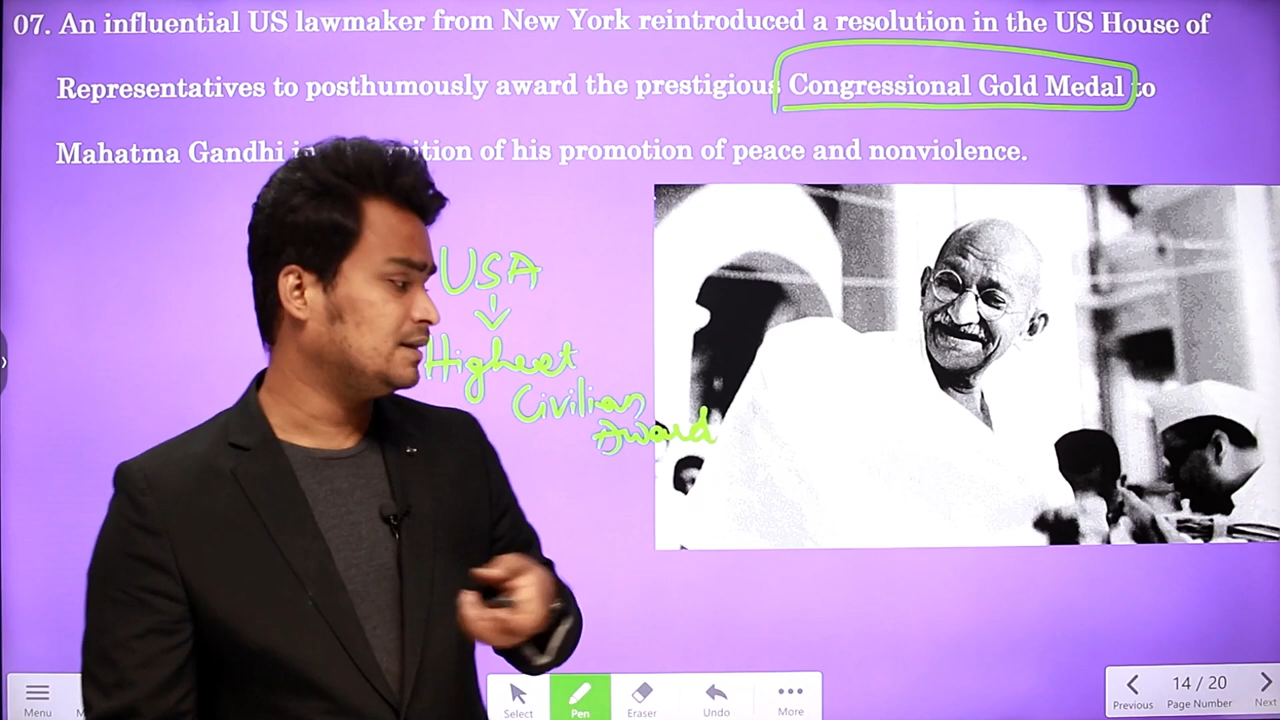 07. An influential US lawmaker from New York reintroduced a resolution in the US House of
Representatives to posthumously award the prestigious Congressional Gold Medal to
Mahatma Gandhi in of his promotion of peace and nonviolence.
USA
Highest
Civilian
Award
Menu
Select
Pen
Eraser
Undo
More
Previous
14 / 20
Page Number
Next